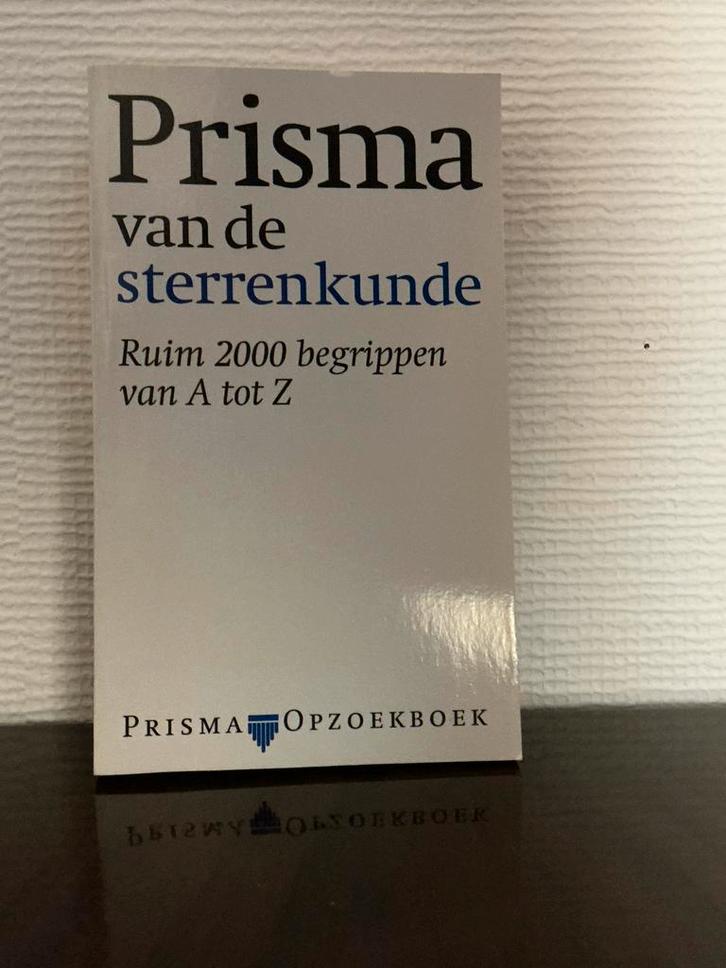 Prisma
van de
sterrenkunde
Ruim 2000 begrippen
van A tot Z
PRISMA OPZOEKBOEK